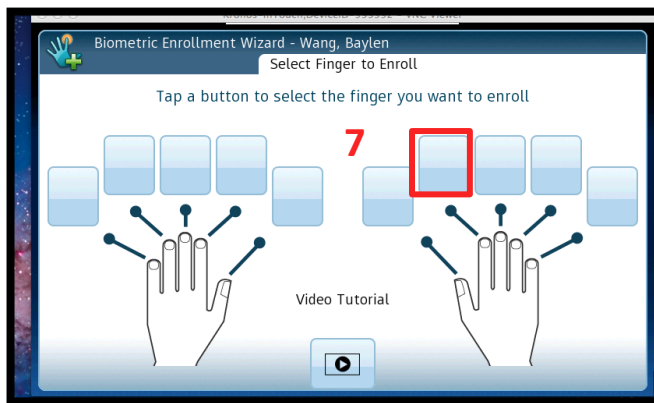 Biometric Enrollment Wizard - Wang, Baylen
Select Finger to Enroll
Tap a button to select the finger you want to enroll
7
Video Tutorial